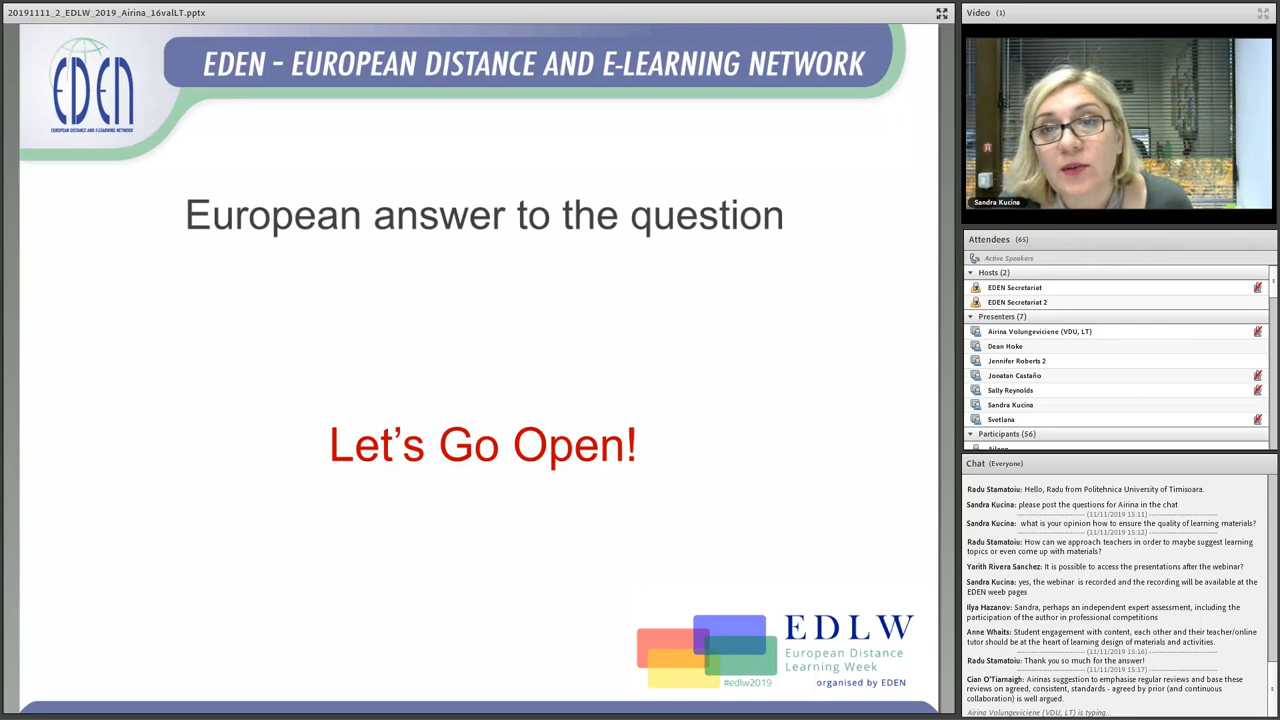 20191111_2_EDLW_2019_Airina_16valLT.pptx
EDEN
EUROPEAN DISTANCE AND E-LEARNING NETWORK
EDEN - EUROPEAN DISTANCE AND E-LEARNING NETWORK
European answer to the question
Let's Go Open!
EDLW
European Distance
Learning Week
#edlw2019
organised by EDEN
Video (1)
Sandra Kucina
Attendees (65)
Active Speakers
Hosts (2)
EDEN Secretariat
EDEN Secretariat 2
Presenters (7)
Airina Volungeviciene (VDU, LT)
Dean Hoke
Jennifer Roberts 2
Jonatan Castaño
Sally Reynolds
Sandra Kucina
Svetlana
Participants (56)
Chat (Everyone)
Radu Stamatoiu: Hello, Radu from Politehnica University of Timisoara.
Sandra Kucina: please post the questions for Airina in the chat
(11/11/2019 15:11)
Sandra Kucina: what is your opinion how to ensure the quality of learning materials?
(11/11/2019 15:12)
Radu Stamatoiu: How can we approach teachers in order to maybe suggest learning
topics or even come up with materials?
Yarith Rivera Sanchez: It is possible to access the presentations after the webinar?
Sandra Kucina: yes, the webinar is recorded and the recording will be available at the
EDEN weeb pages
Ilya Hazanov: Sandra, perhaps an independent expert assessment, including the
participation of the author in professional competitions
Anne Whaits: Student engagement with content, each other and their teacher/online
tutor should be at the heart of learning design of materials and activities.
(11/11/2019 15:16)
Radu Stamatoiu: Thank you so much for the answer!
(11/11/2019 15:17)
Cian O'Tiarnaigh: Airinas suggestion to emphasise regular reviews and base these
reviews on agreed, consistent, standards - agreed by prior (and continuous
collaboration) is well argued.
Airina Volungeviciene (VDU, LT) is typing...